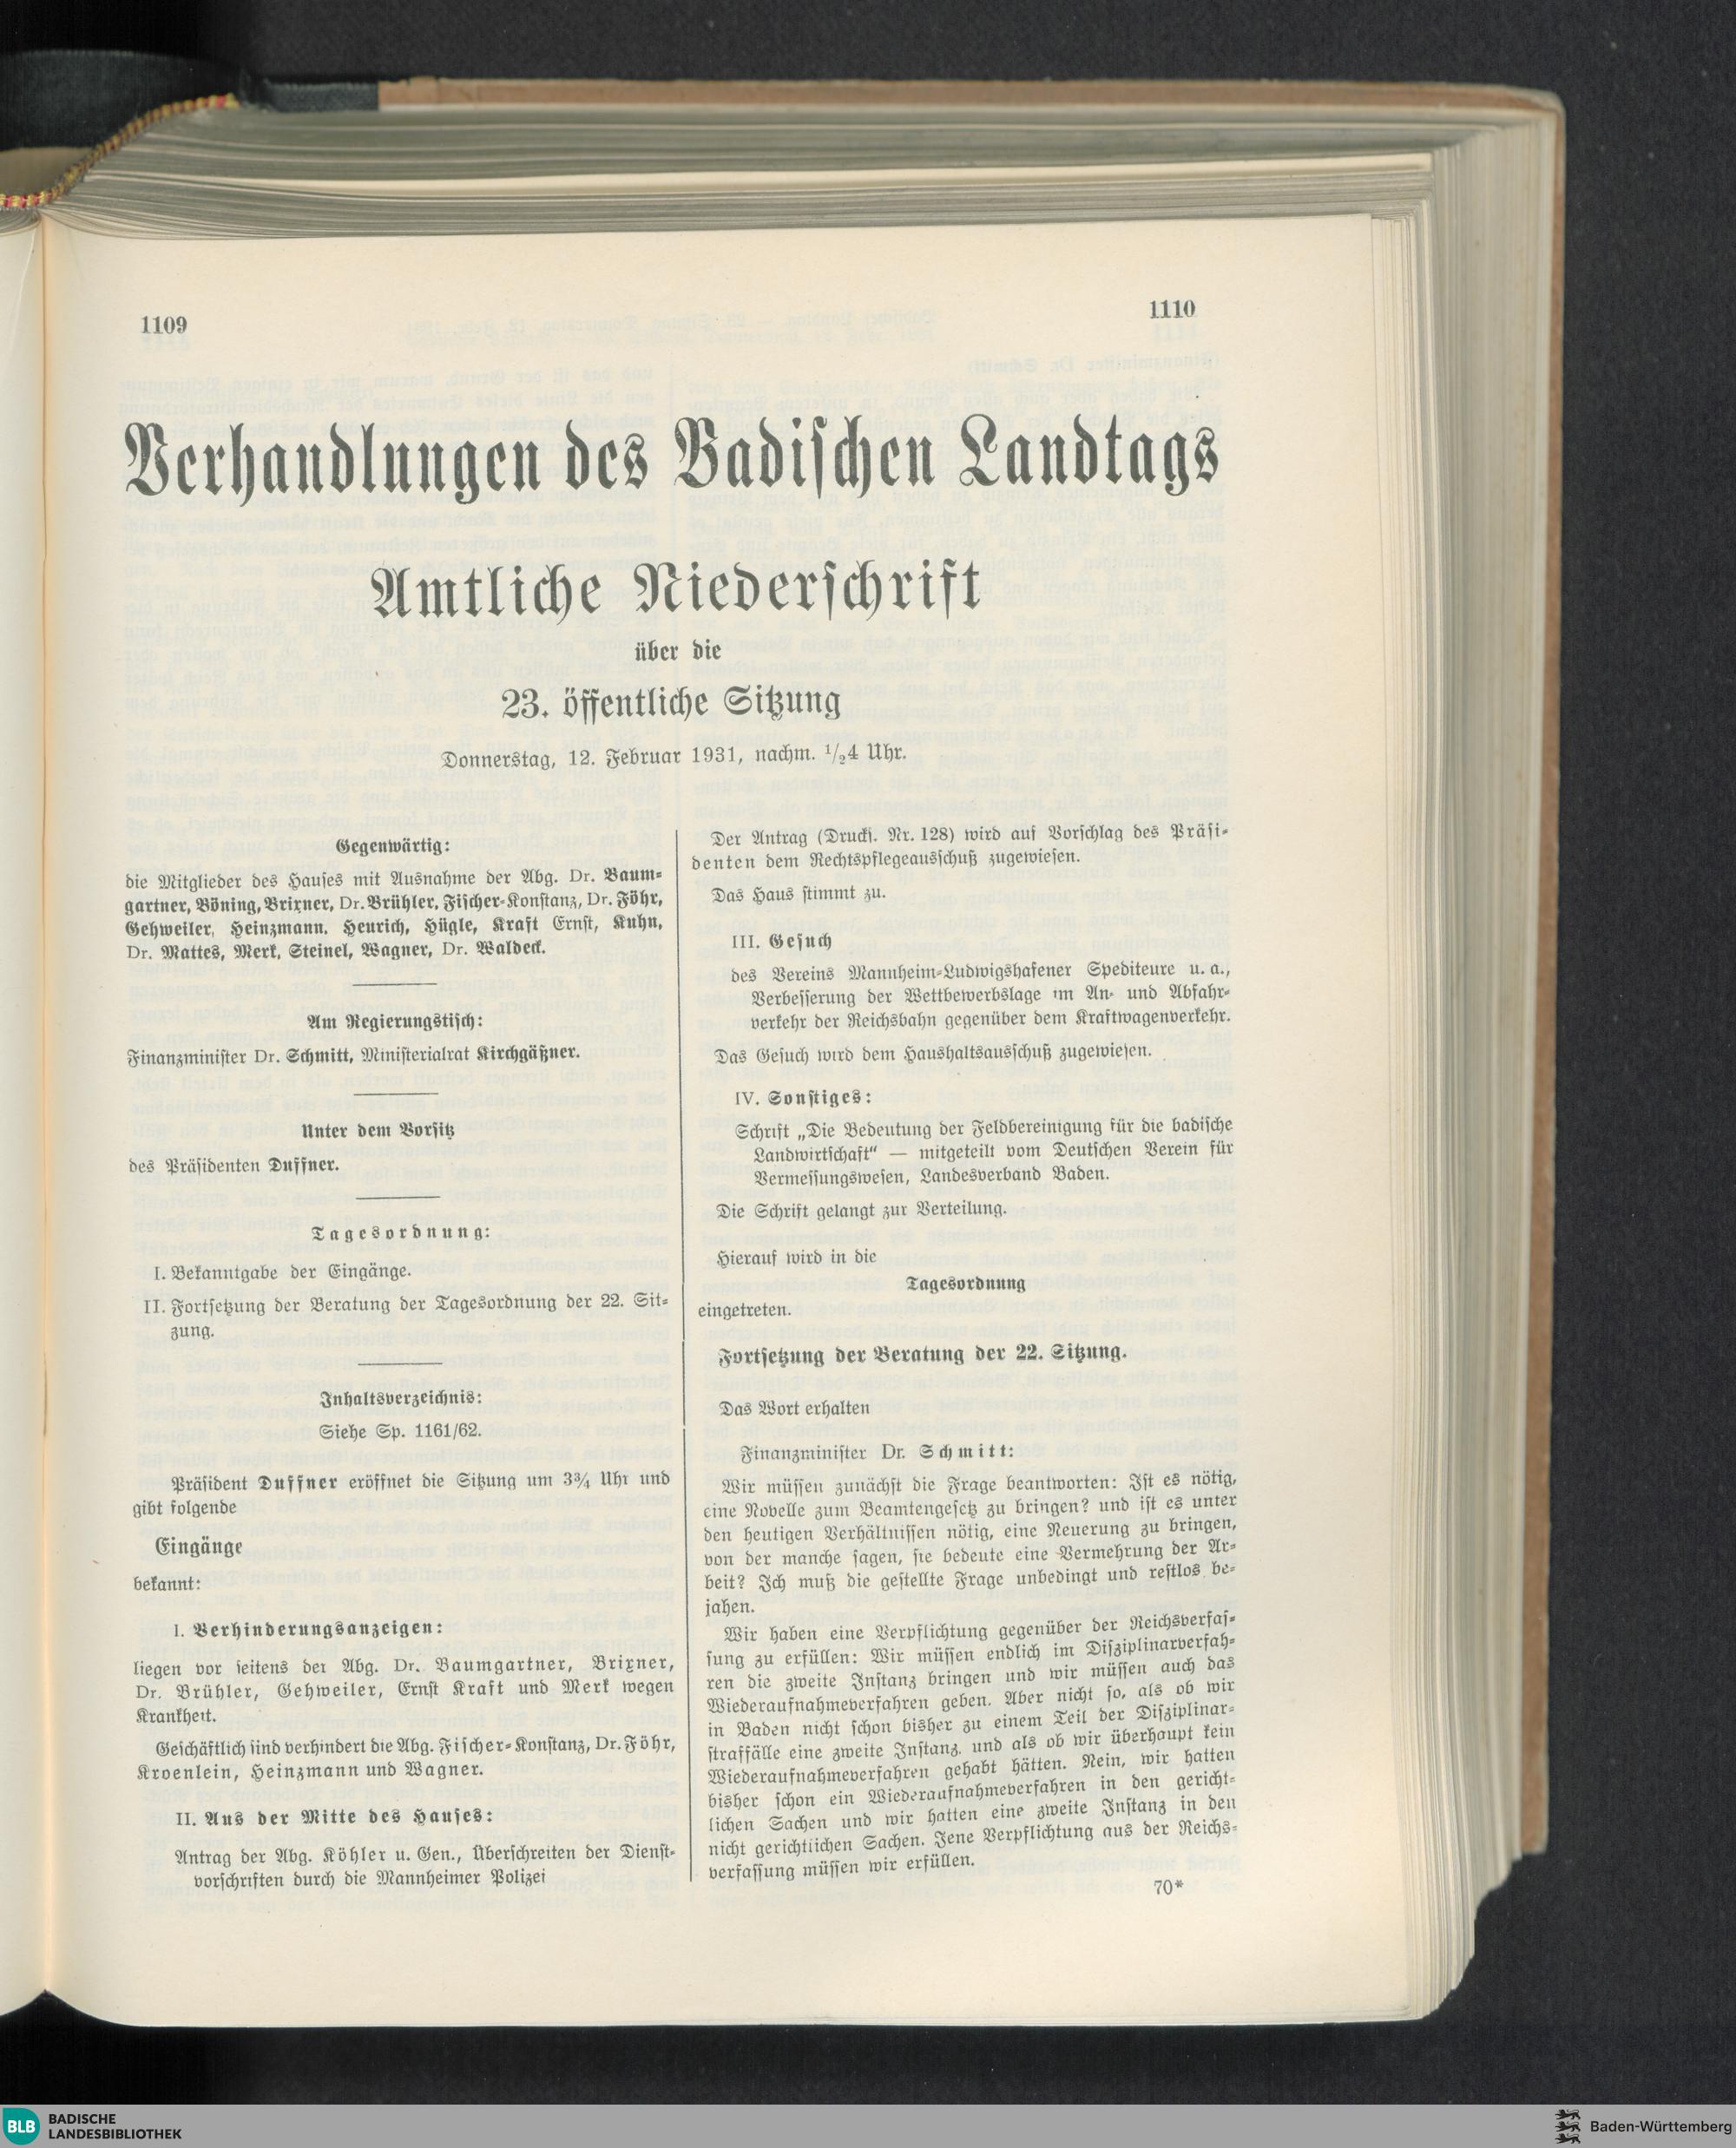 1109
1110
Verhandlungen des Badischen Landtags
Amtliche Niederschrift
über die
23. öffentliche Sitzung
Donnerstag, 12. Februar 1931, nachm. 1/2 4 Uhr.
Gegenwärtig:
die Mitglieder des Hauses mit Ausnahme der Abg. Dr. Baum-
gartner, Böning, Brixner, Dr. Brühler, Fischer-Konstanz, Dr. Föhr,
Gehweiler, Heinzmann, Heurich, Hügle, Kraft Ernst, Kuhn,
Dr. Mattes, Merk, Steinel, Wagner, Dr. Waldeck.
Am Regierungstisch:
Finanzminister Dr. Schmitt, Ministerialrat Kirchgäßner.
Unter dem Vorsitz
des Präsidenten Duffner.
Tagesordnung:
I. Bekanntgabe der Eingänge.
II. Fortsetzung der Beratung der Tagesordnung der 22. Sit-
zung.
Inhaltsverzeichnis:
Siehe Sp. 1161/62.
Präsident Duffner eröffnet die Sitzung um 3¾ Uhr und
gibt folgende
Eingänge
bekannt:
I. Verhinderungsanzeigen:
liegen vor seitens der Abg. Dr. Baumgartner, Brixner,
Dr. Brühler, Gehweiler, Ernst Kraft und Merk wegen
Krankheit.
Geschäftlich sind verhindert die Abg. Fischer-Konstanz, Dr. Föhr,
Kroenlein, Heinzmann und Wagner.
II. Aus der Mitte des Hauses:
Antrag der Abg. Köhler u. Gen., Überschreiten der Dienst-
vorschriften durch die Mannheimer Polizei
Der Antrag (Drucks. Nr. 128) wird auf Vorschlag des Präsi-
denten dem Rechtspflegeausschuß zugewiesen.
Das Haus stimmt zu.
III. Gesuch
des Vereins Mannheim-Ludwigshafener Spediteure u. a.,
Verbesserung der Wettbewerbslage im An- und Abfahr-
verkehr der Reichsbahn gegenüber dem Kraftwagenverkehr.
Das Gesuch wird dem Haushaltsausschuß zugewiesen.
IV. Sonstiges:
Schrift „Die Bedeutung der Feldbereinigung für die badische
Landwirtschaft“ — mitgeteilt vom Deutschen Verein für
Vermessungswesen, Landesverband Baden.
Die Schrift gelangt zur Verteilung.
Hierauf wird in die
Tagesordnung
eingetreten.
Fortsetzung der Beratung der 22. Sitzung.
Das Wort erhalten
Finanzminister Dr. Schmitt:
Wir müssen zunächst die Frage beantworten: Ist es nötig,
eine Novelle zum Beamtengesetz zu bringen? und ist es unter
den heutigen Verhältnissen nötig, eine Neuerung zu bringen,
von der manche sagen, sie bedeute eine Vermehrung der Ar-
beit? Ich muß die gestellte Frage unbedingt und restlos be-
jahen.
Wir haben eine Verpflichtung gegenüber der Reichsverfas-
sung zu erfüllen: Wir müssen endlich im Disziplinarverfah-
ren die zweite Instanz bringen und wir müssen auch das
Wiederaufnahmeverfahren geben. Aber nicht so, als ob wir
in Baden nicht schon bisher zu einem Teil der Disziplinar-
straffälle eine zweite Instanz, und als ob wir überhaupt kein
Wiederaufnahmeverfahren gehabt hätten. Nein, wir hatten
bisher schon ein Wiederaufnahmeverfahren in den gericht-
lichen Sachen und wir hatten eine zweite Instanz in den
nicht gerichtlichen Sachen. Jene Verpflichtung aus der Reichs-
verfassung müssen wir erfüllen.
70*
BLB
BADISCHE
LANDESBIBLIOTHEK
Baden-Württemberg